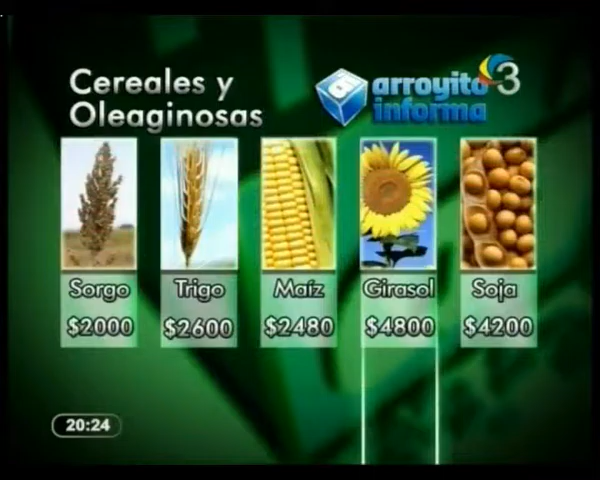 Cereales y
Oleaginosas
a arroyito
informa
3
Sorgo
$2000
Trigo
$2600
Maíz
$2480
Girasol
$4800
Soja
$4200
20:24